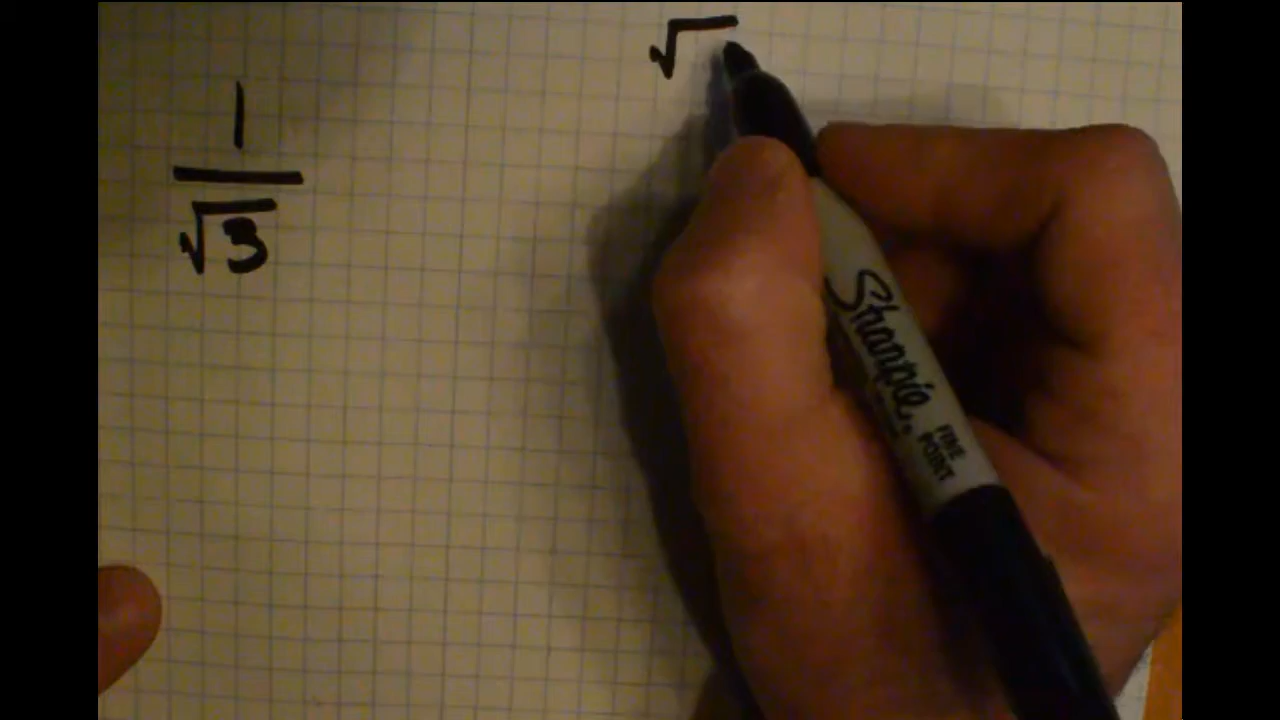 √
1
√3
Sharpie.
FINE
POINT